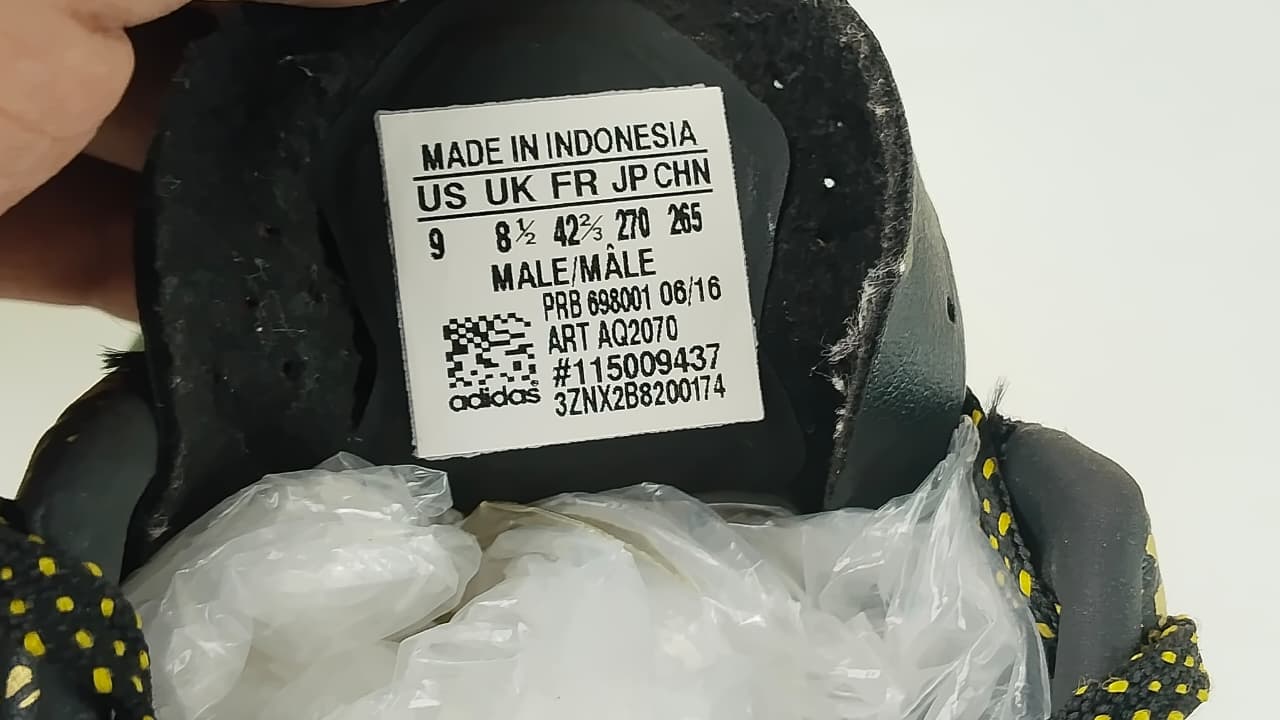 MADE IN INDONESIA
US UK FR JP CHN
9 8½ 42⅔ 270 265
MALE/MÂLE
PRB 698001 06/16
ART AQ2070
#115009437
adidas 3ZNX2B8200174